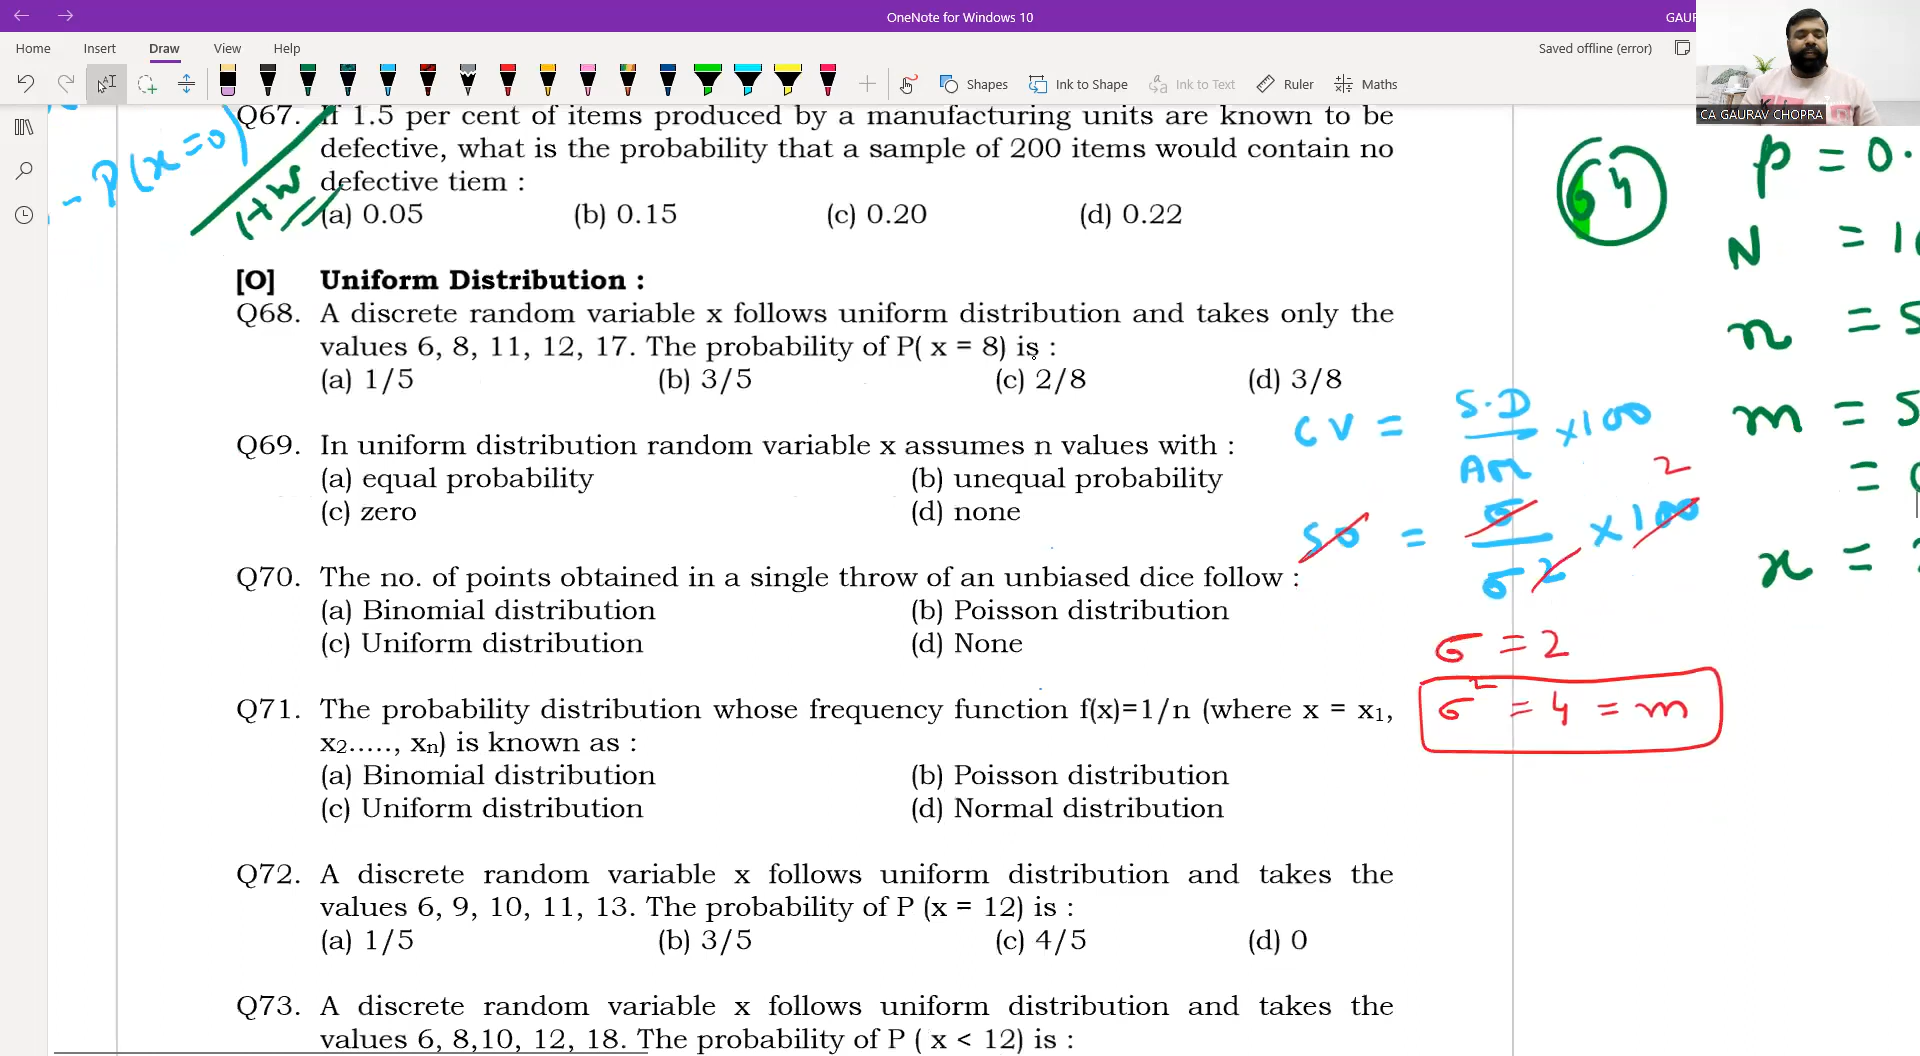 OneNote for Windows 10
GAUR
Home Insert Draw View Help
Saved offline (error)
Shapes Ink to Shape Ink to Text Ruler Maths
CA GAURAV CHOPRA
- P(x=0)
HW
Q67. If 1.5 per cent of items produced by a manufacturing units are known to be
defective, what is the probability that a sample of 200 items would contain no
defective tiem :
(a) 0.05 (b) 0.15 (c) 0.20 (d) 0.22
[O] Uniform Distribution :
Q68. A discrete random variable x follows uniform distribution and takes only the
values 6, 8, 11, 12, 17. The probability of P( x = 8) is :
(a) 1/5 (b) 3/5 (c) 2/8 (d) 3/8
Q69. In uniform distribution random variable x assumes n values with :
(a) equal probability (b) unequal probability
(c) zero (d) none
Q70. The no. of points obtained in a single throw of an unbiased dice follow :
(a) Binomial distribution (b) Poisson distribution
(c) Uniform distribution (d) None
Q71. The probability distribution whose frequency function f(x)=1/n (where x = x1,
x2....., xn) is known as :
(a) Binomial distribution (b) Poisson distribution
(c) Uniform distribution (d) Normal distribution
Q72. A discrete random variable x follows uniform distribution and takes the
values 6, 9, 10, 11, 13. The probability of P (x = 12) is :
(a) 1/5 (b) 3/5 (c) 4/5 (d) 0
Q73. A discrete random variable x follows uniform distribution and takes the
values 6, 8,10, 12, 18. The probability of P ( x < 12) is :
64
p = 0.
N = 1
n = 5
m = 5
=
x =
CV = S.D / AM × 100
50 = σ / σ² × 100
2
σ = 2
σ² = 4 = m